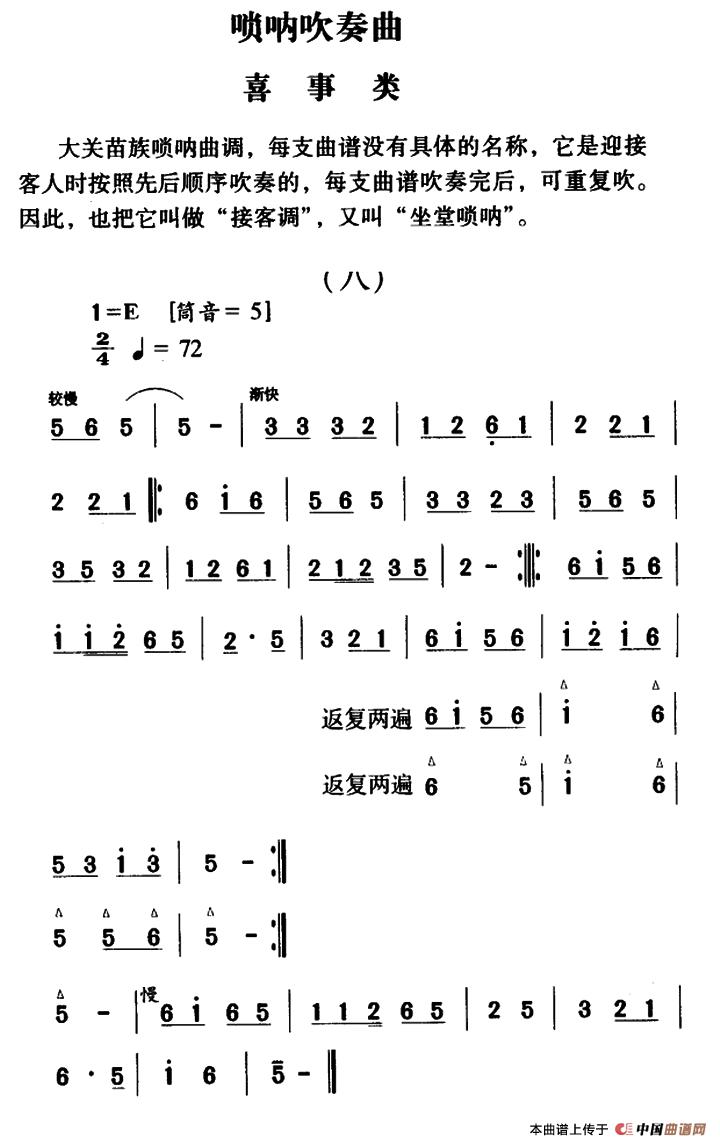 唢呐吹奏曲
喜 事 类
大关苗族唢呐曲调，每支曲谱没有具体的名称，它是迎接
客人时按照先后顺序吹奏的，每支曲谱吹奏完后，可重复吹。
因此，也把它叫做“接客调”，又叫“坐堂唢呐”。
（八）
1=E ［筒音= 5］
2/4 ♩= 72
较慢 渐快
5 6 5 | 5 - | 3 3 3 2 | 1 2 6̣ 1 | 2 2 1 |
2 2 1 ‖: 6 i̇ 6 | 5 6 5 | 3 3 2 3 | 5 6 5 |
3 5 3 2 | 1 2 6 1 | 2 1 2 3 5 | 2 - :‖: 6 i̇ 5 6 |
i̇ i̇ 2̇ 6 5 | 2̇ · 5̇ | 3 2 1 | 6 i̇ 5 6 | i̇ 2̇ i̇ 6 |
返复两遍 6 i̇ 5 6 | i̇ 6 |
返复两遍 6 5 | i̇ 6 |
5 3 i̇ 3̇ | 5 - :‖
5 5 6 | 5 - :‖
5 - | 慢 6 i̇ 6 5 | 1 1 2 6 5 | 2 5 | 3 2 1 |
6 · 5 | i̇ 6 | 5 - ‖
本曲谱上传于 中国曲谱网